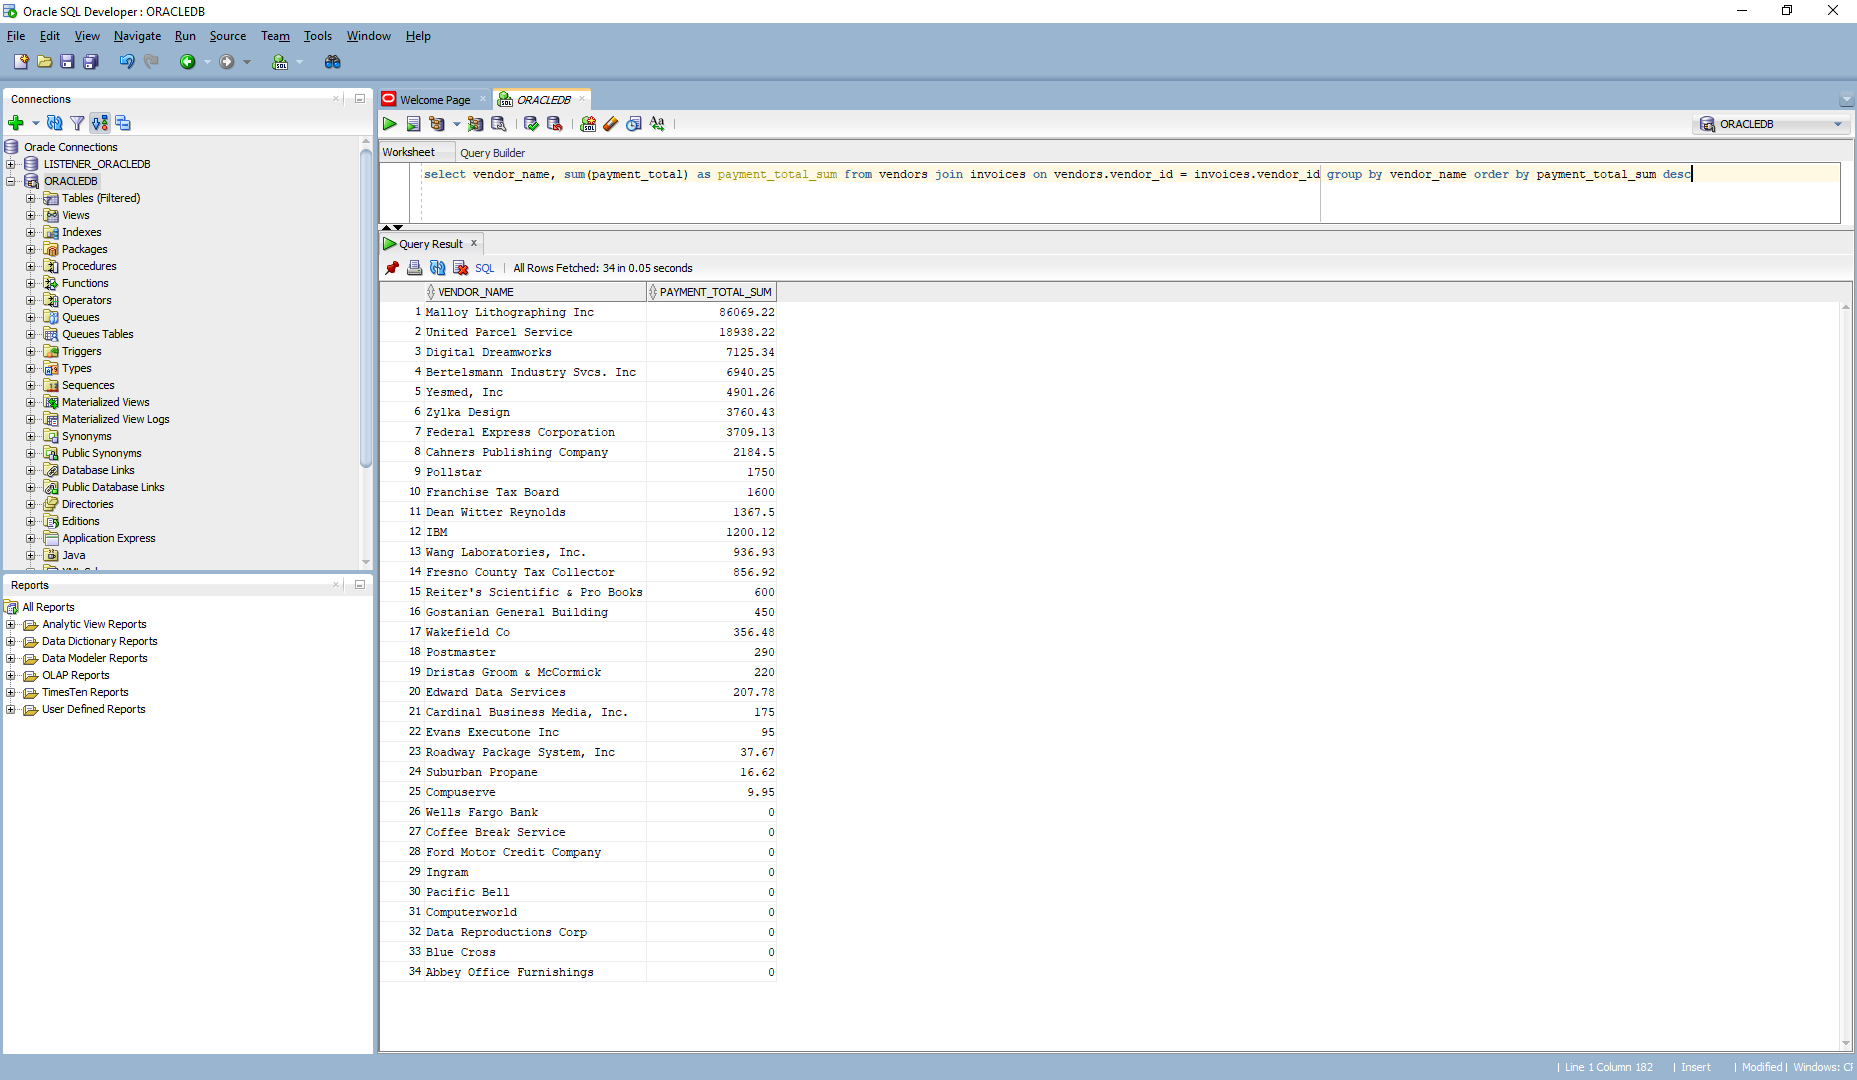 Oracle SQL Developer : ORACLEDB
File Edit View Navigate Run Source Team Tools Window Help
Connections
Oracle Connections
LISTENER_ORACLEDB
ORACLEDB
Tables (Filtered)
Views
Indexes
Packages
Procedures
Functions
Operators
Queues
Queues Tables
Triggers
Types
Sequences
Materialized Views
Materialized View Logs
Synonyms
Public Synonyms
Database Links
Public Database Links
Directories
Editions
Application Express
Java
Reports
All Reports
Analytic View Reports
Data Dictionary Reports
Data Modeler Reports
OLAP Reports
TimesTen Reports
User Defined Reports
Welcome Page ORACLEDB
ORACLEDB
Worksheet Query Builder
select vendor_name, sum(payment_total) as payment_total_sum from vendors join invoices on vendors.vendor_id = invoices.vendor_id group by vendor_name order by payment_total_sum desc
Query Result
SQL | All Rows Fetched: 34 in 0.05 seconds
VENDOR_NAME PAYMENT_TOTAL_SUM
1 Malloy Lithographing Inc 86069.22
2 United Parcel Service 18938.22
3 Digital Dreamworks 7125.34
4 Bertelsmann Industry Svcs. Inc 6940.25
5 Yesmed, Inc 4901.26
6 Zylka Design 3760.43
7 Federal Express Corporation 3709.13
8 Cahners Publishing Company 2184.5
9 Pollstar 1750
10 Franchise Tax Board 1600
11 Dean Witter Reynolds 1367.5
12 IBM 1200.12
13 Wang Laboratories, Inc. 936.93
14 Fresno County Tax Collector 856.92
15 Reiter's Scientific & Pro Books 600
16 Gostanian General Building 450
17 Wakefield Co 356.48
18 Postmaster 290
19 Dristas Groom & McCormick 220
20 Edward Data Services 207.78
21 Cardinal Business Media, Inc. 175
22 Evans Executone Inc 95
23 Roadway Package System, Inc 37.67
24 Suburban Propane 16.62
25 Compuserve 9.95
26 Wells Fargo Bank 0
27 Coffee Break Service 0
28 Ford Motor Credit Company 0
29 Ingram 0
30 Pacific Bell 0
31 Computerworld 0
32 Data Reproductions Corp 0
33 Blue Cross 0
34 Abbey Office Furnishings 0
| Line 1 Column 182 | Insert | Modified | Windows: